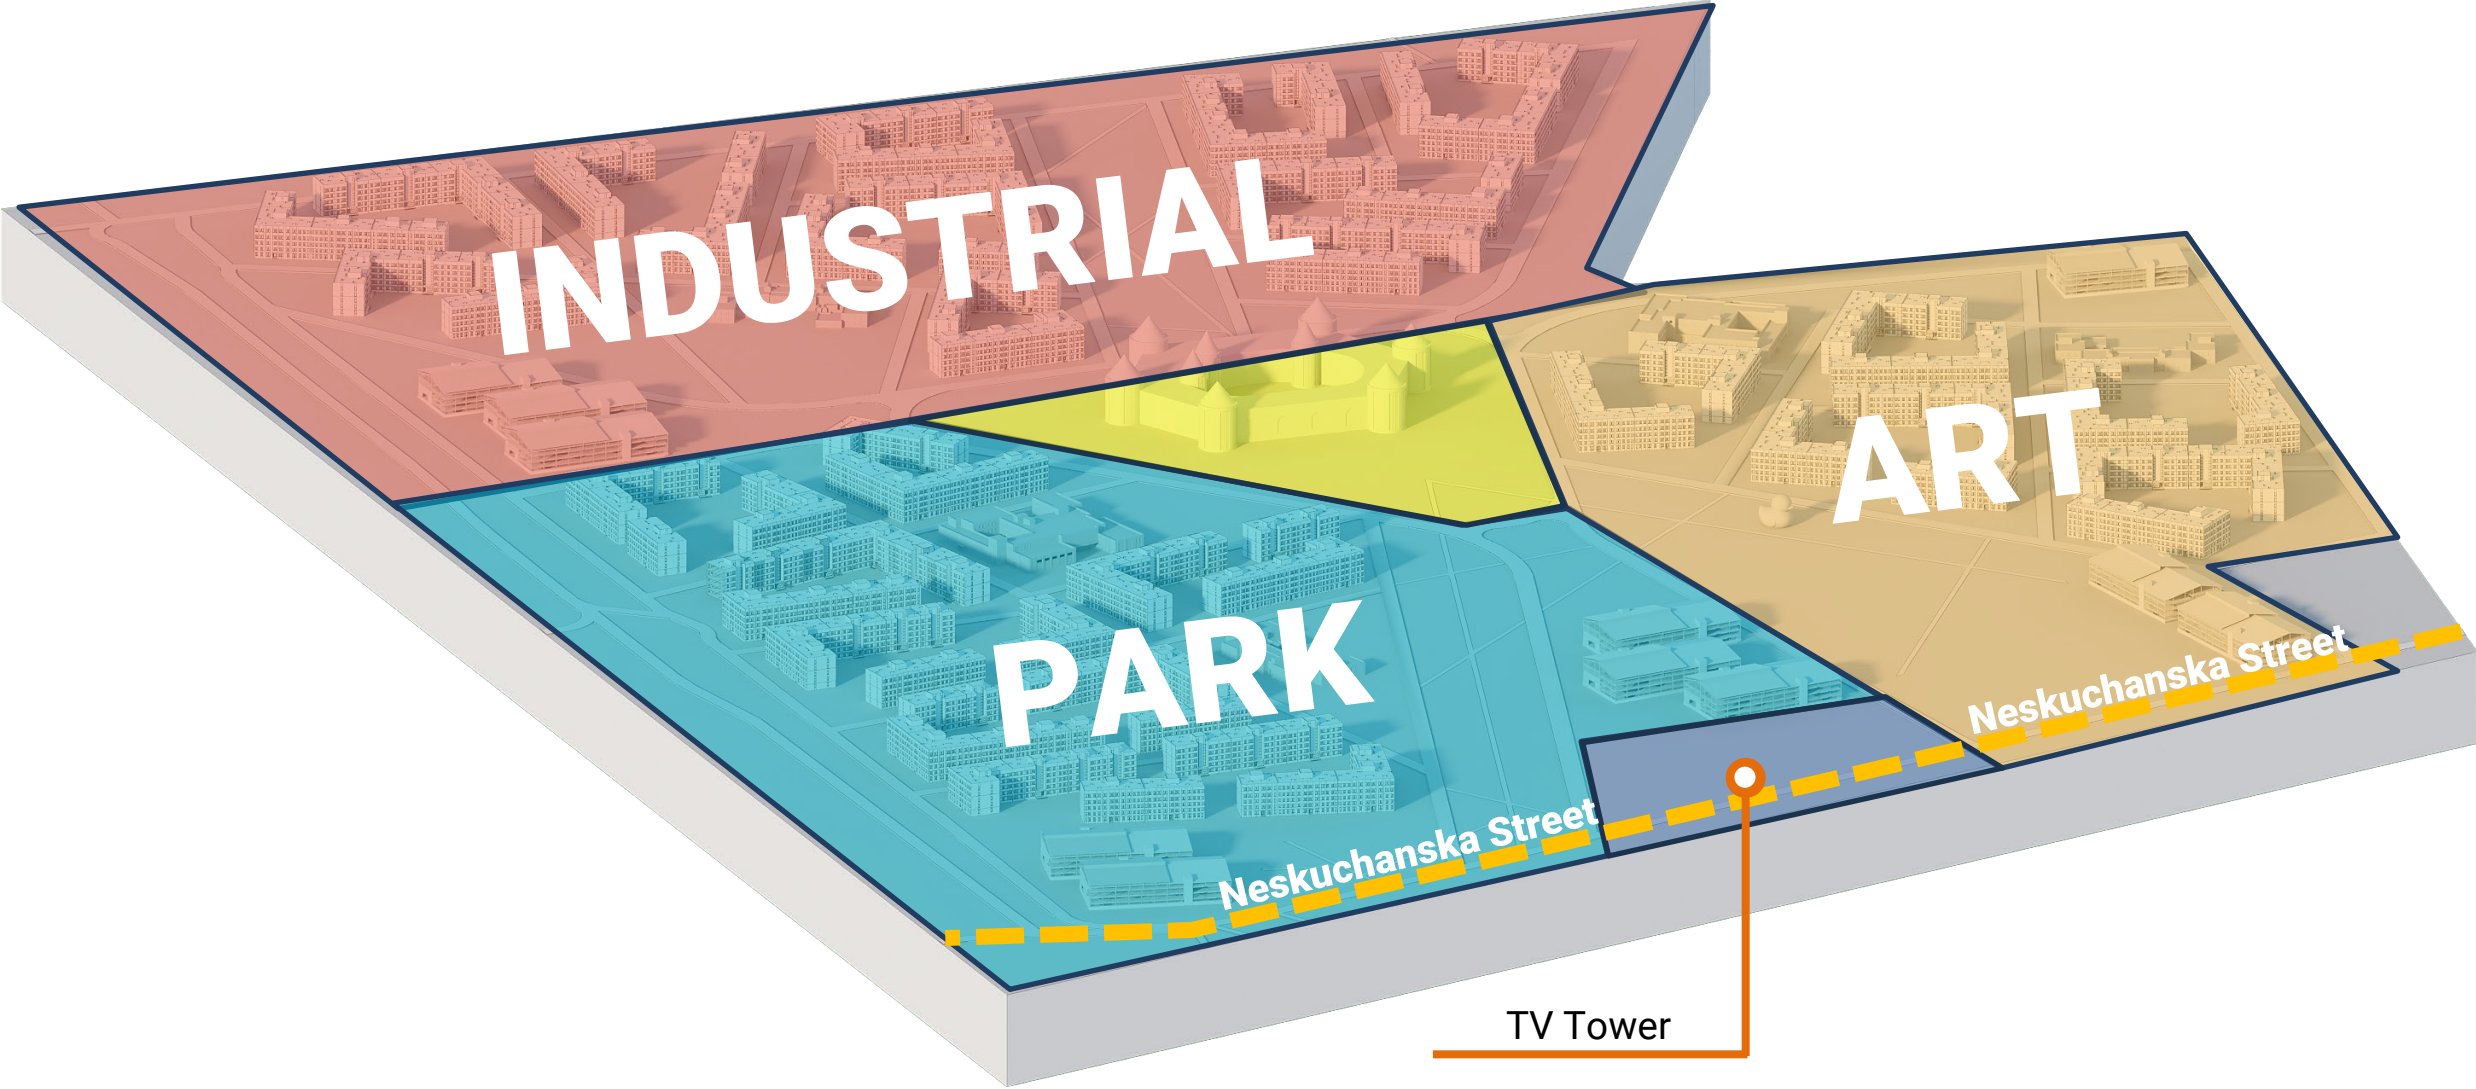 INDUSTRIAL
ART
PARK
Neskuchanska Street
Neskuchanska Street
TV Tower